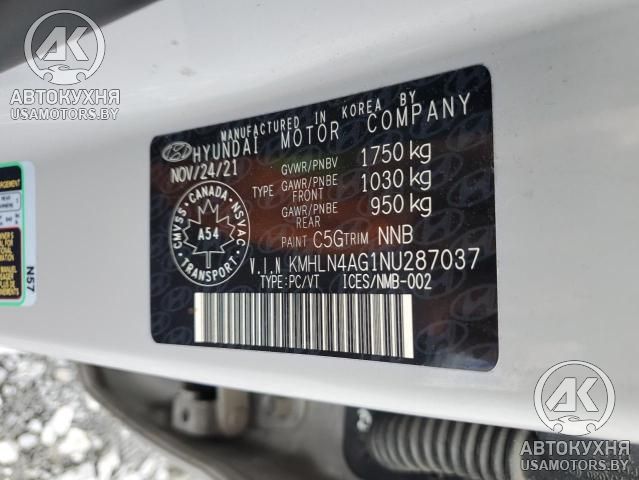 AK
АВТОКУХНЯ
USAMOTORS.BY
MANUFACTURED IN KOREA BY
HYUNDAI MOTOR COMPANY
NOV/24/21
GVWR/PNBV 1750 kg
TYPE GAWR/PNBE FRONT 1030 kg
GAWR/PNBE REAR 950 kg
PAINT C5G TRIM NNB
CANADA
CMVSS NSVAC
A54
TRANSPORT
V.I.N KMHLN4AG1NU287037
TYPE:PC/VT ICES/NMB-002
N57
AK
АВТОКУХНЯ
USAMOTORS.BY